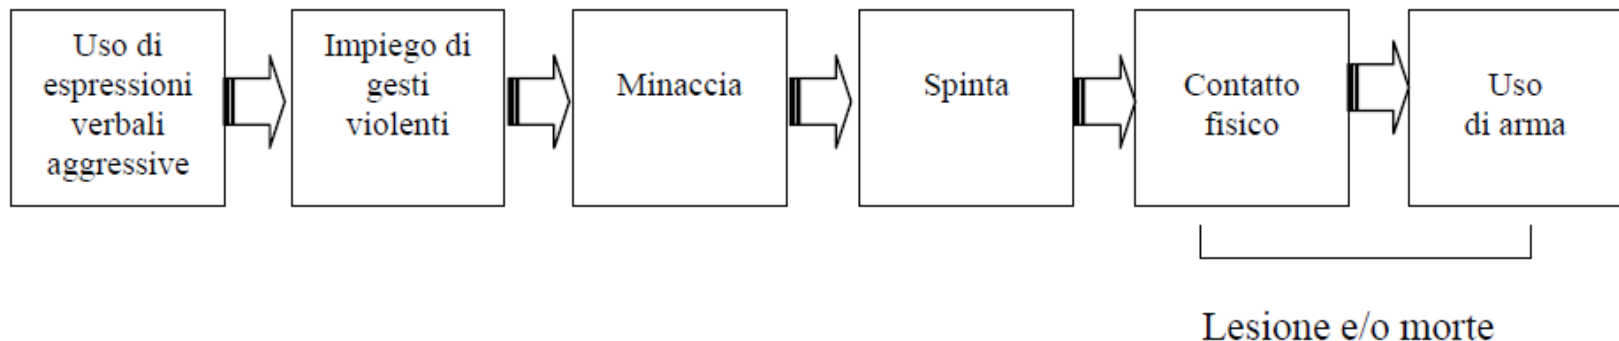 Uso di
espressioni
verbali
aggressive
Impiego di
gesti
violenti
Minaccia
Spinta
Contatto
fisico
Uso
di arma
Lesione e/o morte